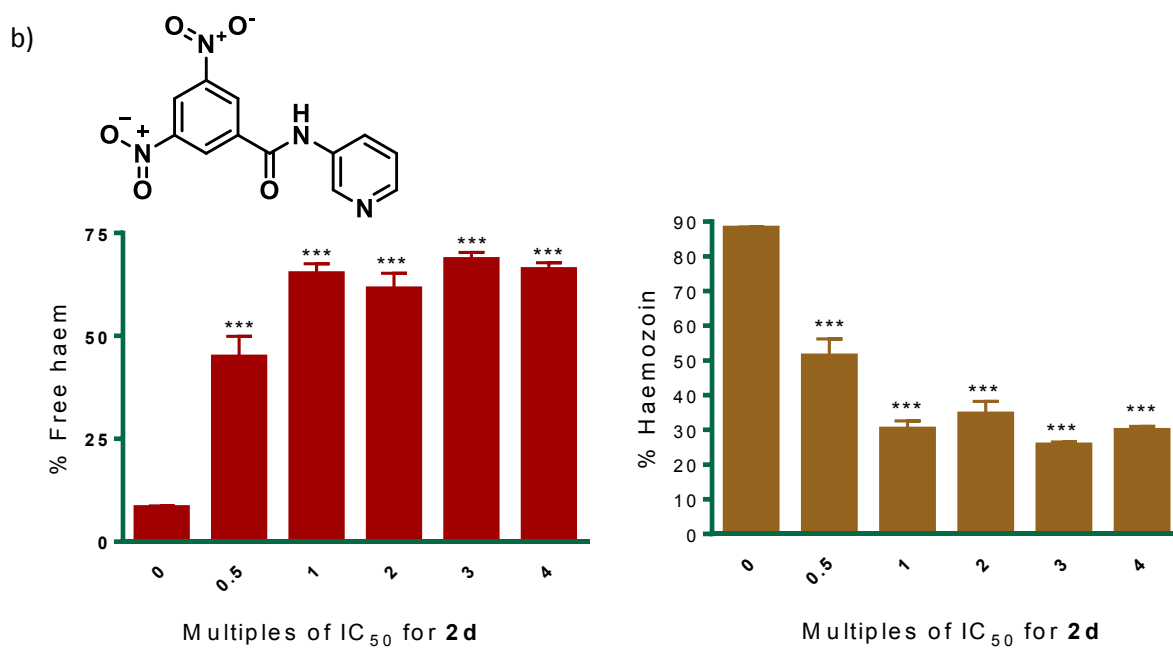 b)
O O⁻
N⁺
O⁻ + N
O
H
N
O
N
75
50
25
0
% Free haem
***
***
***
***
***
0 0.5 1 2 3 4
Multiples of IC₅₀ for 2d
90
80
70
60
50
40
30
20
10
0
% Haemozoin
***
***
***
***
***
0 0.5 1 2 3 4
Multiples of IC₅₀ for 2d